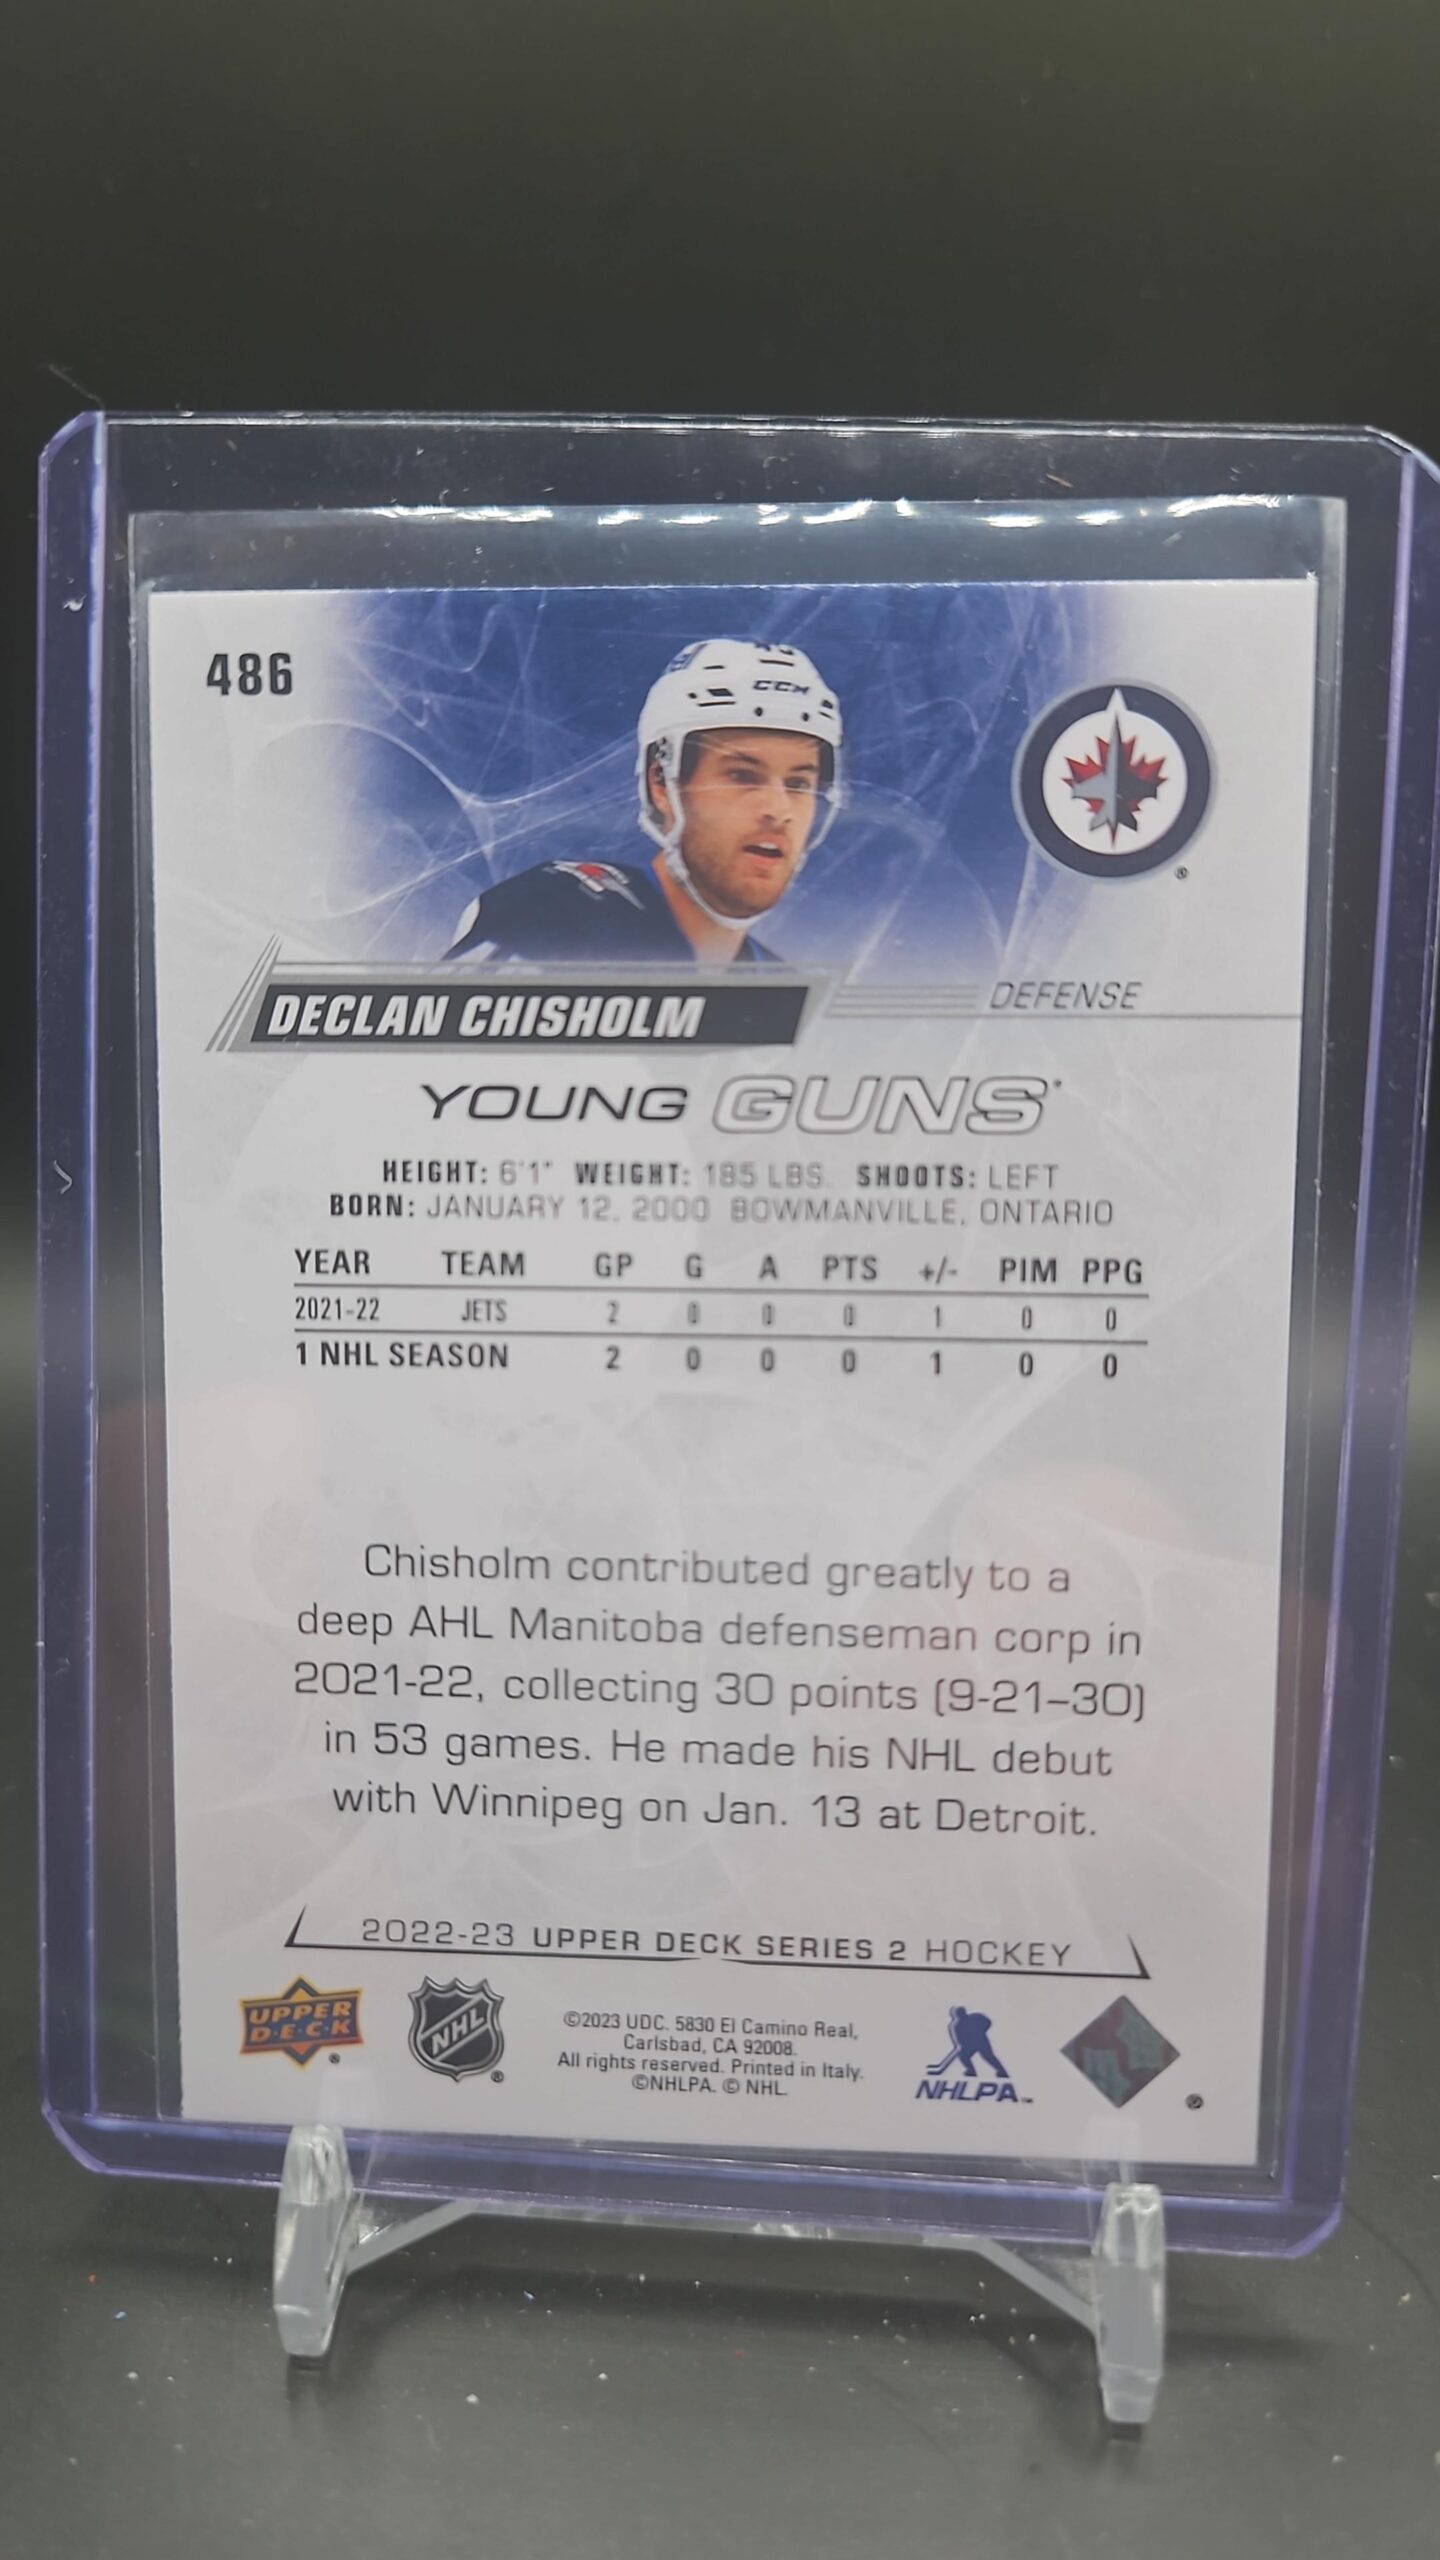 486
CCM
DECLAN CHISHOLM
DEFENSE
YOUNG GUNS
HEIGHT: 6'1" WEIGHT: 185 LBS. SHOOTS: LEFT
BORN: JANUARY 12, 2000 BOWMANVILLE, ONTARIO
YEAR TEAM GP G A PTS +/- PIM PPG
2021-22 JETS 2 0 0 0 1 0 0
1 NHL SEASON 2 0 0 0 1 0 0
Chisholm contributed greatly to a
deep AHL Manitoba defenseman corp in
2021-22, collecting 30 points (9-21–30)
in 53 games. He made his NHL debut
with Winnipeg on Jan. 13 at Detroit.
2022-23 UPPER DECK SERIES 2 HOCKEY
UPPER
D·E·C·K
®
NHL
®
©2023 UDC. 5830 El Camino Real,
Carlsbad, CA 92008.
All rights reserved. Printed in Italy.
©NHLPA. © NHL.
NHLPA™
®